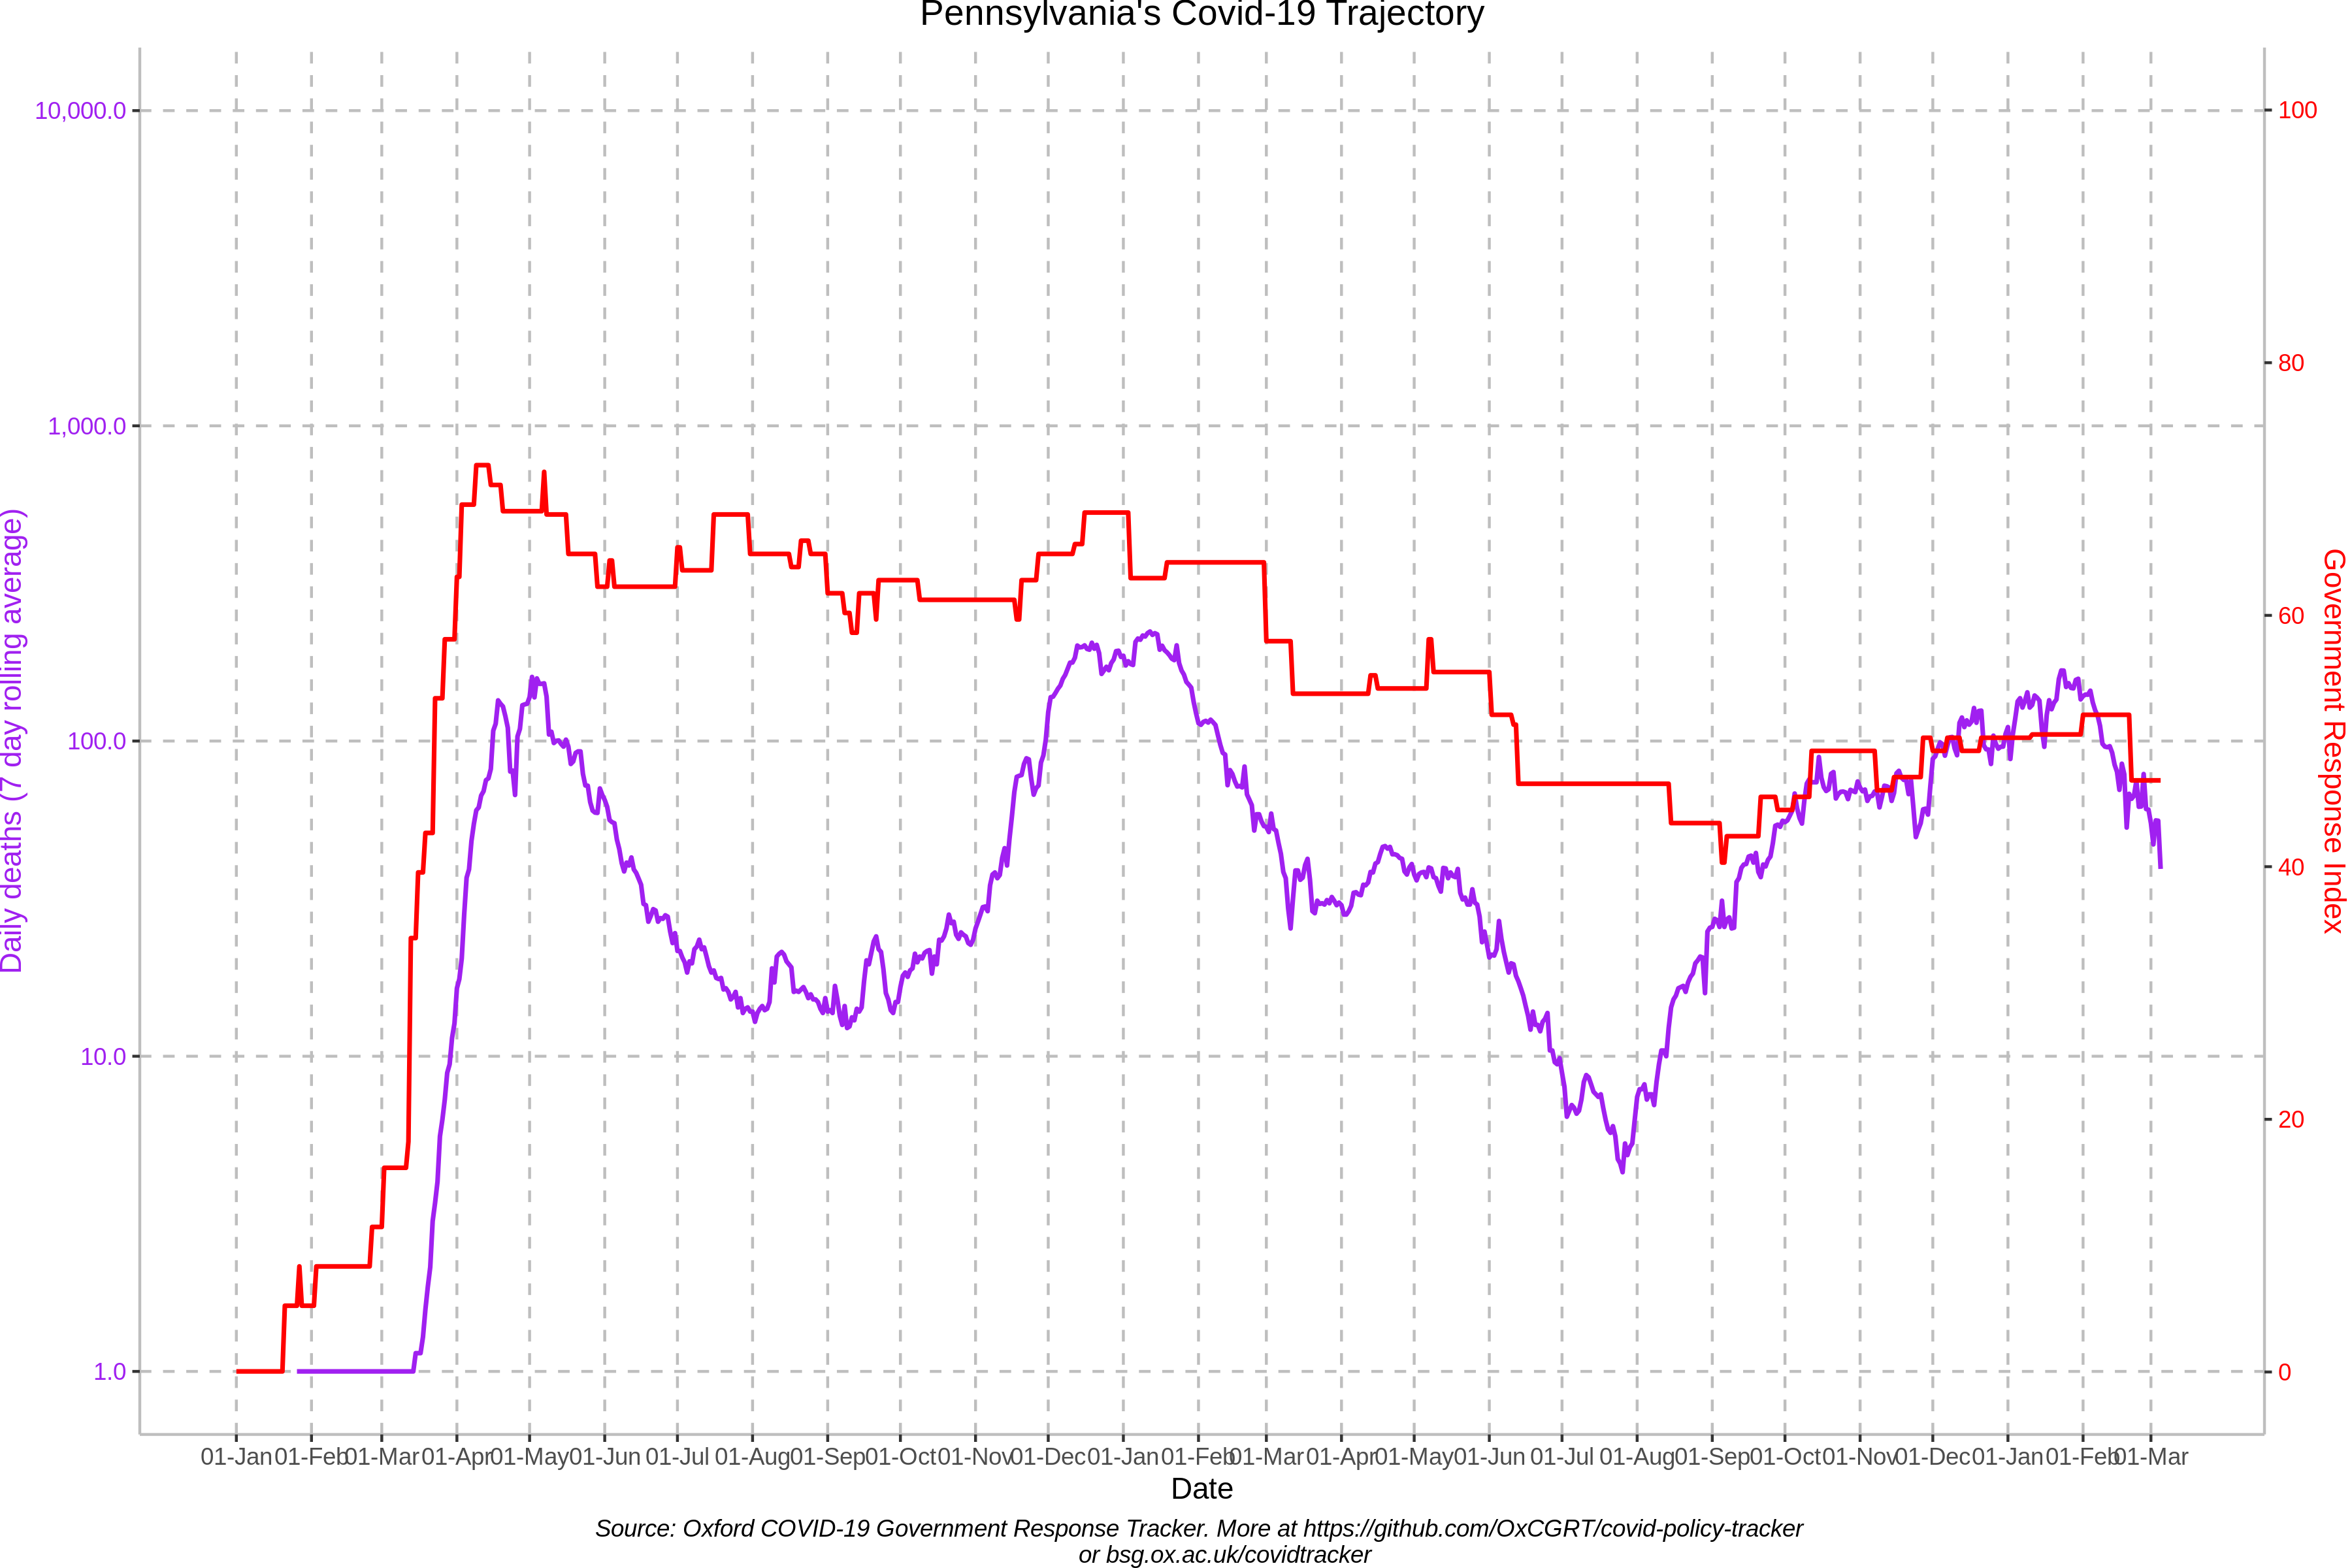 Pennsylvania's Covid-19 Trajectory
10,000.0
1,000.0
100.0
10.0
1.0
Daily deaths (7 day rolling average)
100
80
60
40
20
0
Government Response Index
01-Jan 01-Feb 01-Mar 01-Apr 01-May 01-Jun 01-Jul 01-Aug 01-Sep 01-Oct 01-Nov 01-Dec 01-Jan 01-Feb 01-Mar 01-Apr 01-May 01-Jun 01-Jul 01-Aug 01-Sep 01-Oct 01-Nov 01-Dec 01-Jan 01-Feb 01-Mar
Date
Source: Oxford COVID-19 Government Response Tracker. More at https://github.com/OxCGRT/covid-policy-tracker
or bsg.ox.ac.uk/covidtracker